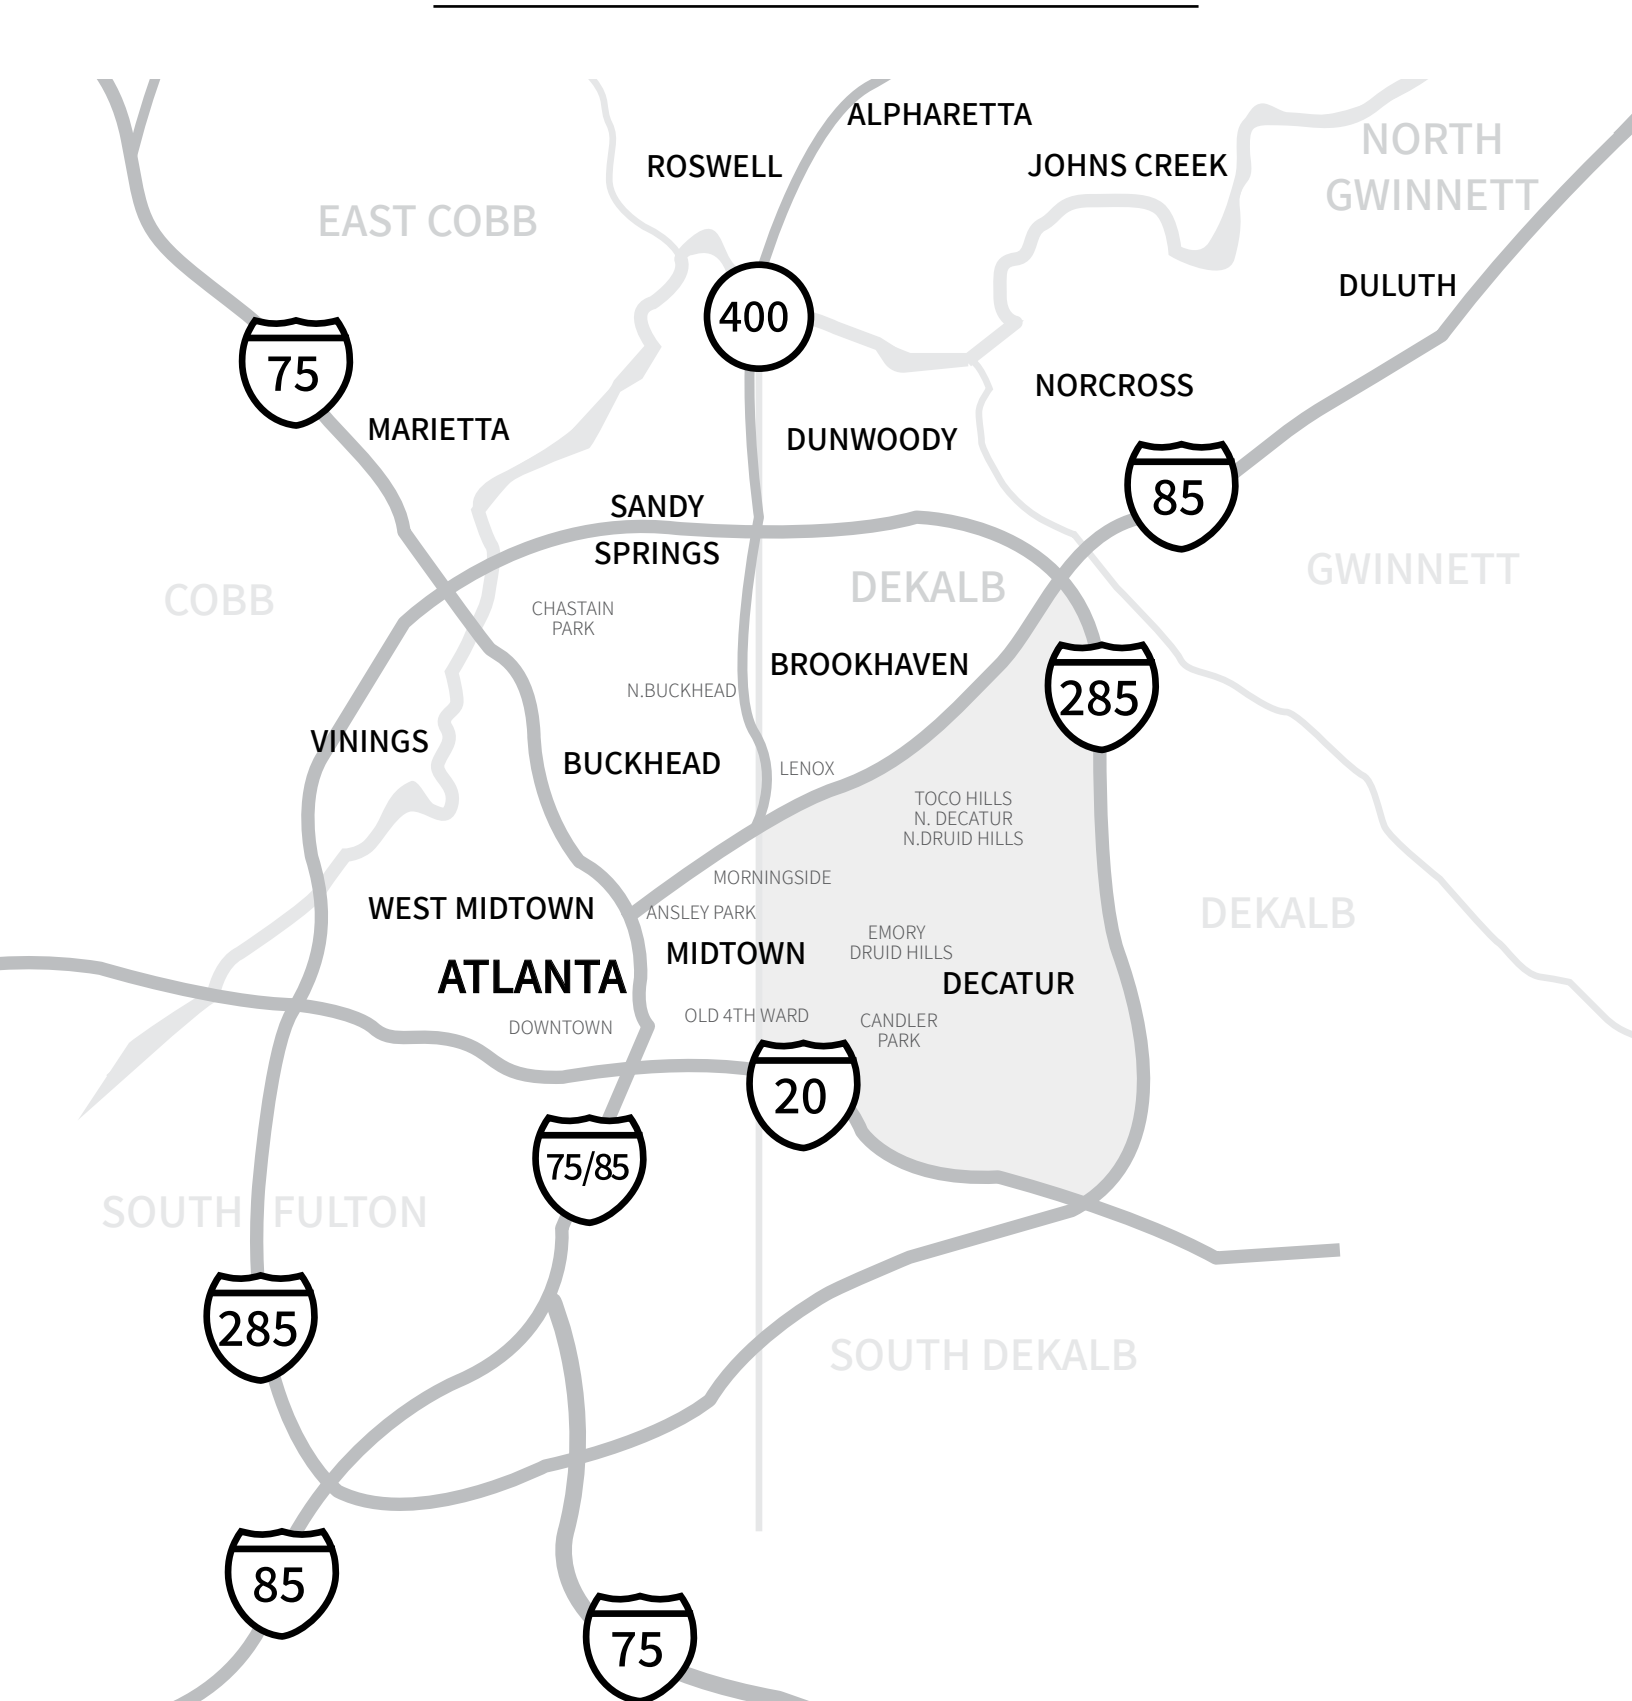 ALPHARETTA
NORTH
GWINNETT
ROSWELL
JOHNS CREEK
EAST COBB
DULUTH
400
75
NORCROSS
MARIETTA
DUNWOODY
85
SANDY
SPRINGS
GWINNETT
DEKALB
COBB
CHASTAIN
PARK
BROOKHAVEN
N.BUCKHEAD
285
VININGS
BUCKHEAD
LENOX
TOCO HILLS
N. DECATUR
N.DRUID HILLS
MORNINGSIDE
WEST MIDTOWN
ANSLEY PARK
DEKALB
EMORY
DRUID HILLS
MIDTOWN
ATLANTA
DECATUR
OLD 4TH WARD
DOWNTOWN
CANDLER
PARK
20
75/85
SOUTH FULTON
285
SOUTH DEKALB
85
75